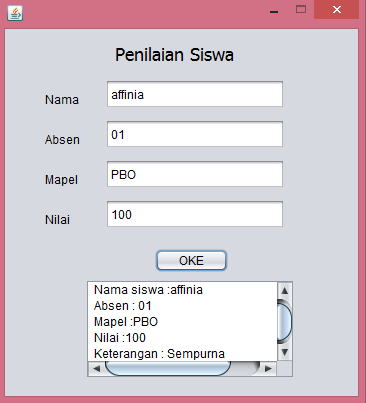 Penilaian Siswa
Nama affinia
Absen 01
Mapel PBO
Nilai 100
OKE
Nama siswa :affinia
Absen : 01
Mapel :PBO
Nilai :100
Keterangan : Sempurna